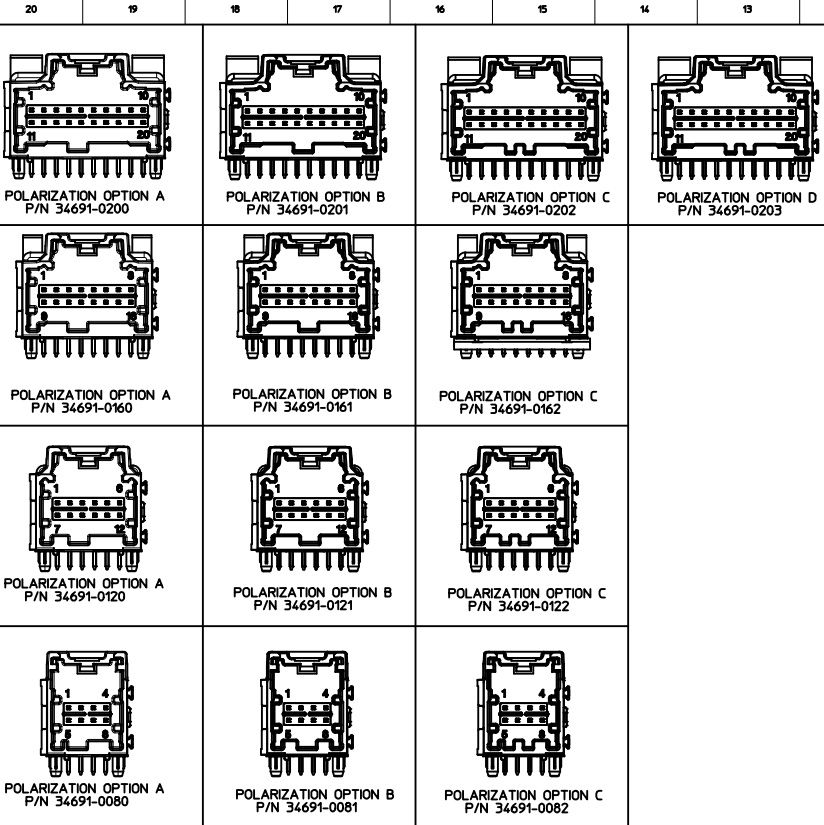 20 19 18 17 16 15 14 13
1 10
11 20
POLARIZATION OPTION A
P/N 34691-0200
1 10
11 20
POLARIZATION OPTION B
P/N 34691-0201
1 10
11 20
POLARIZATION OPTION C
P/N 34691-0202
1 10
11 20
POLARIZATION OPTION D
P/N 34691-0203
1 8
9 16
POLARIZATION OPTION A
P/N 34691-0160
1 8
9 16
POLARIZATION OPTION B
P/N 34691-0161
1 8
9 16
POLARIZATION OPTION C
P/N 34691-0162
1 6
7 12
POLARIZATION OPTION A
P/N 34691-0120
1 6
7 12
POLARIZATION OPTION B
P/N 34691-0121
1 6
7 12
POLARIZATION OPTION C
P/N 34691-0122
1 4
5 8
POLARIZATION OPTION A
P/N 34691-0080
1 4
5 8
POLARIZATION OPTION B
P/N 34691-0081
1 4
5 8
POLARIZATION OPTION C
P/N 34691-0082